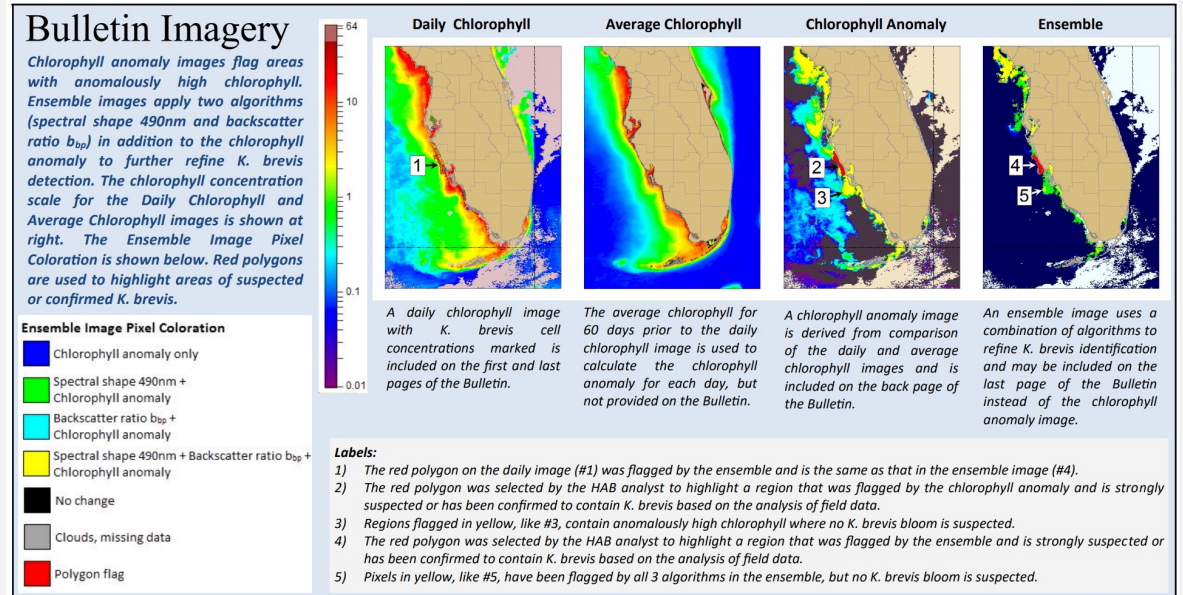 Bulletin Imagery
Chlorophyll anomaly images flag areas
with anomalously high chlorophyll.
Ensemble images apply two algorithms
(spectral shape 490nm and backscatter
ratio bbp) in addition to the chlorophyll
anomaly to further refine K. brevis
detection. The chlorophyll concentration
scale for the Daily Chlorophyll and
Average Chlorophyll images is shown at
right. The Ensemble Image Pixel
Coloration is shown below. Red polygons
are used to highlight areas of suspected
or confirmed K. brevis.
Ensemble Image Pixel Coloration
Chlorophyll anomaly only
Spectral shape 490nm +
Chlorophyll anomaly
Backscatter ratio bbp +
Chlorophyll anomaly
Spectral shape 490nm + Backscatter ratio bbp +
Chlorophyll anomaly
No change
Clouds, missing data
Polygon flag
64
10
1
0.1
0.01
Daily Chlorophyll
1
A daily chlorophyll image
with K. brevis cell
concentrations marked is
included on the first and last
pages of the Bulletin.
Average Chlorophyll
The average chlorophyll for
60 days prior to the daily
chlorophyll image is used to
calculate the chlorophyll
anomaly for each day, but
not provided on the Bulletin.
Chlorophyll Anomaly
2
3
A chlorophyll anomaly image
is derived from comparison
of the daily and average
chlorophyll images and is
included on the back page of
the Bulletin.
Ensemble
4
5
An ensemble image uses a
combination of algorithms to
refine K. brevis identification
and may be included on the
last page of the Bulletin
instead of the chlorophyll
anomaly image.
Labels:
1) The red polygon on the daily image (#1) was flagged by the ensemble and is the same as that in the ensemble image (#4).
2) The red polygon was selected by the HAB analyst to highlight a region that was flagged by the chlorophyll anomaly and is strongly
suspected or has been confirmed to contain K. brevis based on the analysis of field data.
3) Regions flagged in yellow, like #3, contain anomalously high chlorophyll where no K. brevis bloom is suspected.
4) The red polygon was selected by the HAB analyst to highlight a region that was flagged by the ensemble and is strongly suspected or
has been confirmed to contain K. brevis based on the analysis of field data.
5) Pixels in yellow, like #5, have been flagged by all 3 algorithms in the ensemble, but no K. brevis bloom is suspected.